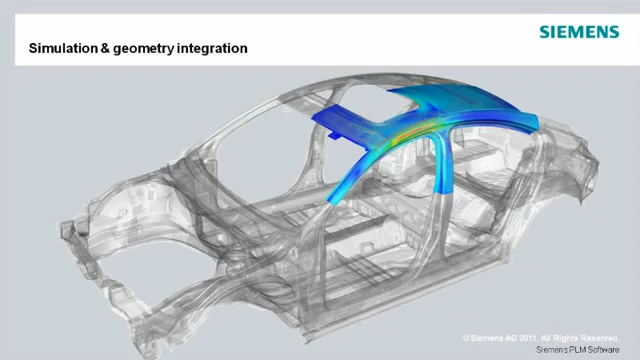 SIEMENS
Simulation & geometry integration
© Siemens AG 2011. All Rights Reserved.
Siemens PLM Software